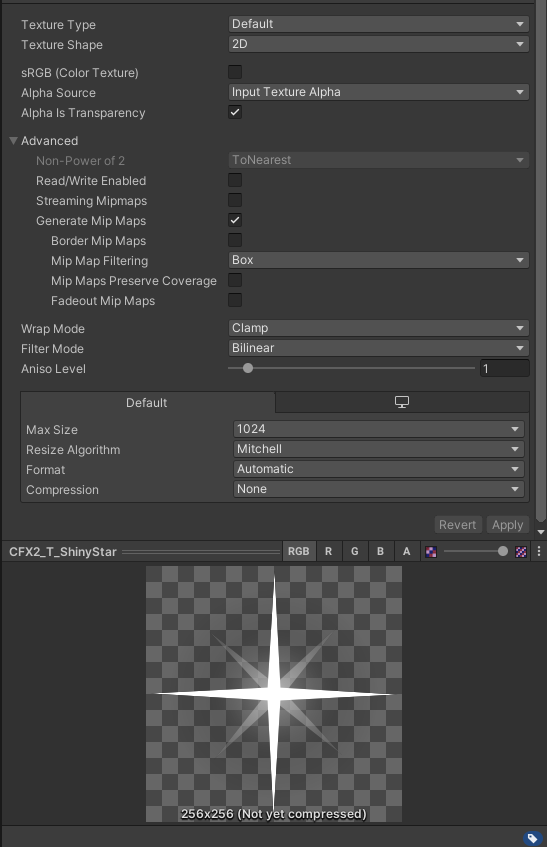 Texture Type Default
Texture Shape 2D
sRGB (Color Texture)
Alpha Source Input Texture Alpha
Alpha Is Transparency
Advanced
Non-Power of 2 ToNearest
Read/Write Enabled
Streaming Mipmaps
Generate Mip Maps
Border Mip Maps
Mip Map Filtering Box
Mip Maps Preserve Coverage
Fadeout Mip Maps
Wrap Mode Clamp
Filter Mode Bilinear
Aniso Level 1
Default
Max Size 1024
Resize Algorithm Mitchell
Format Automatic
Compression None
Revert Apply
CFX2_T_ShinyStar RGB R G B A
256x256 (Not yet compressed)